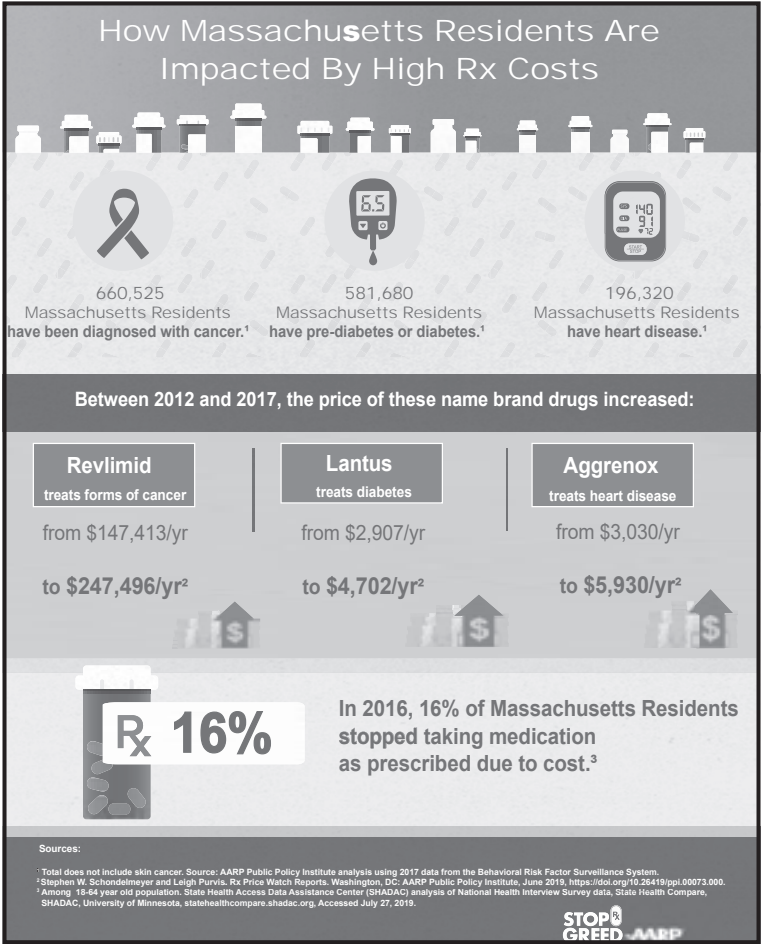 How Massachusetts Residents Are
Impacted By High Rx Costs
6.5
140
91
72
START
STOP
660,525
Massachusetts Residents
have been diagnosed with cancer.¹
581,680
Massachusetts Residents
have pre-diabetes or diabetes.¹
196,320
Massachusetts Residents
have heart disease.¹
Between 2012 and 2017, the price of these name brand drugs increased:
Revlimid
treats forms of cancer
from $147,413/yr
to $247,496/yr²
$
Lantus
treats diabetes
from $2,907/yr
to $4,702/yr²
$
Aggrenox
treats heart disease
from $3,030/yr
to $5,930/yr²
$
Rx 16%
In 2016, 16% of Massachusetts Residents
stopped taking medication
as prescribed due to cost.³
Sources:
¹ Total does not include skin cancer. Source: AARP Public Policy Institute analysis using 2017 data from the Behavioral Risk Factor Surveillance System.
² Stephen W. Schondelmeyer and Leigh Purvis. Rx Price Watch Reports. Washington, DC: AARP Public Policy Institute, June 2019, https://doi.org/10.26419/ppi.00073.000.
³ Among 18-64 year old population. State Health Access Data Assistance Center (SHADAC) analysis of National Health Interview Survey data, State Health Compare,
SHADAC, University of Minnesota, statehealthcompare.shadac.org, Accessed July 27, 2019.
STOP Rx
GREED AARP